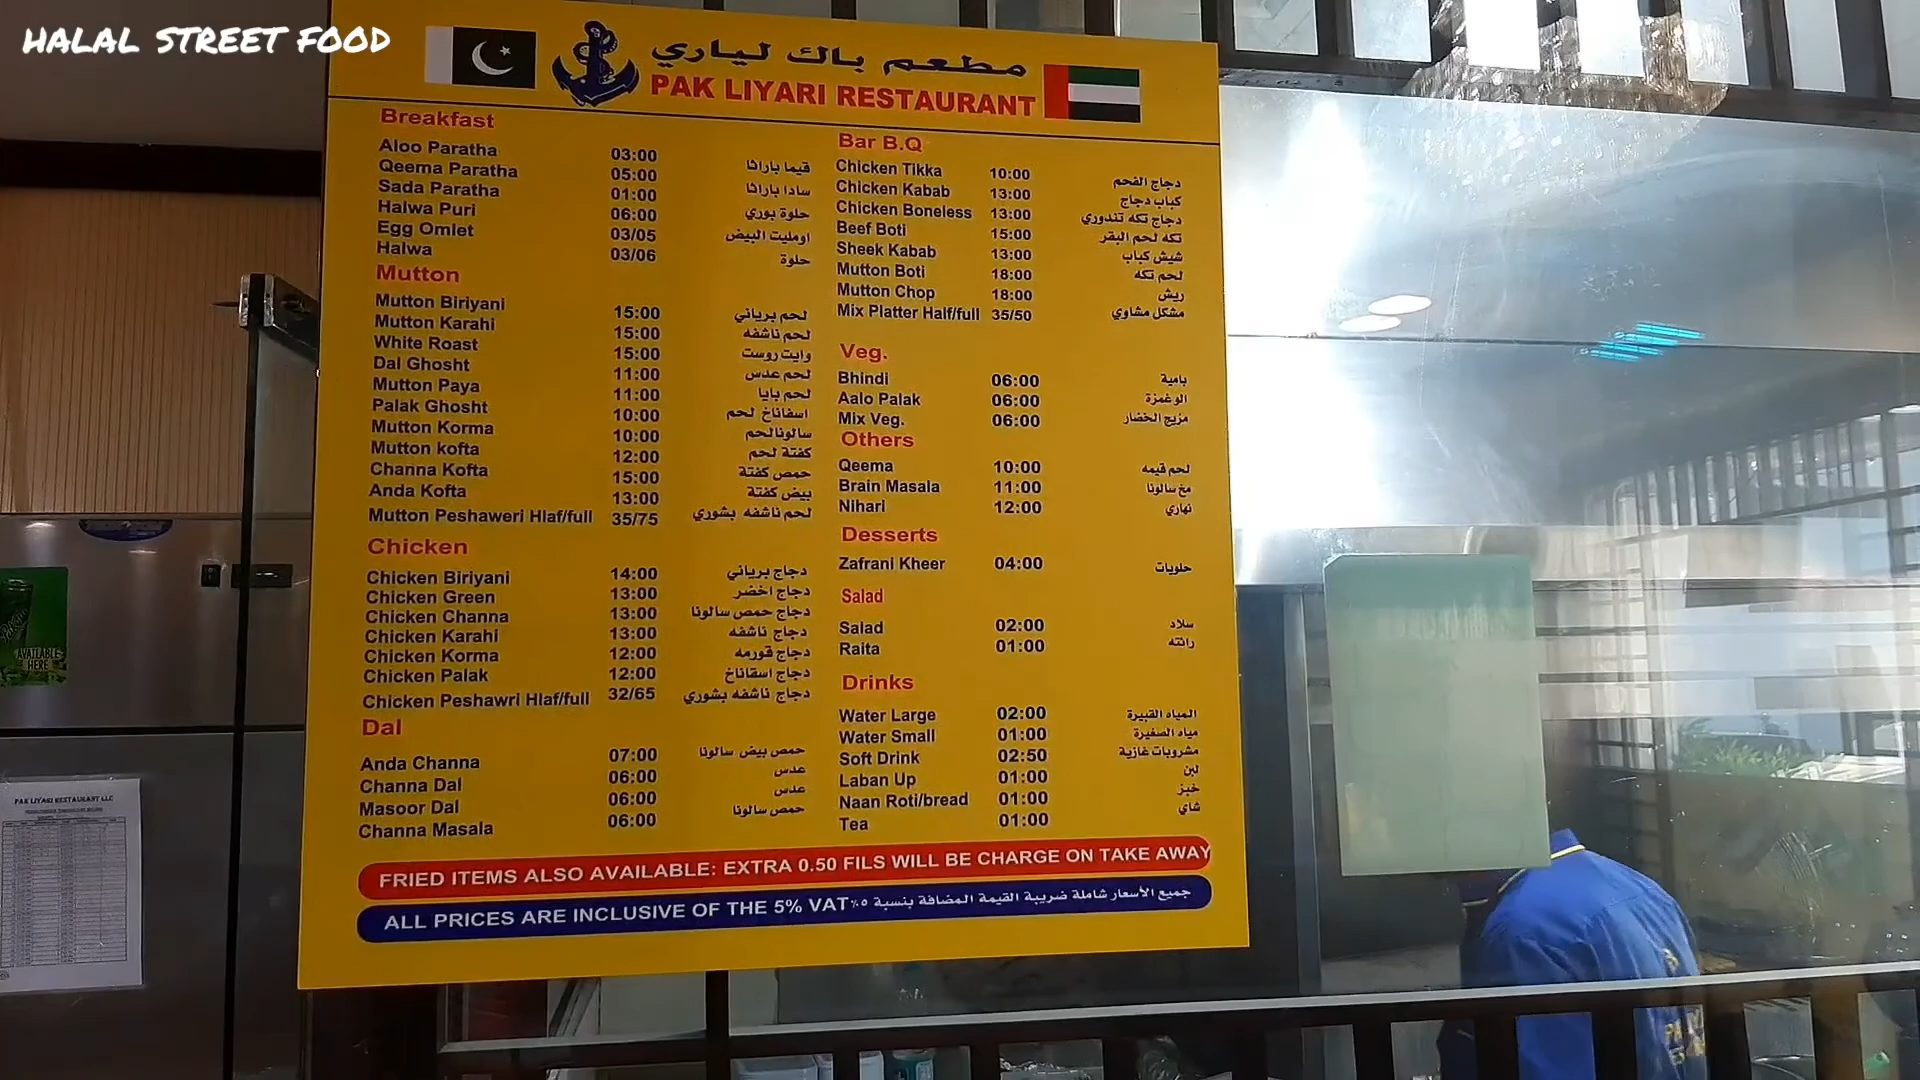 HALAL STREET FOOD
مطعم باك لياري
PAK LIYARI RESTAURANT
Breakfast
Aloo Paratha 03:00
Qeema Paratha 05:00 قيما باراثا
Sada Paratha 01:00 سادا باراثا
Halwa Puri 06:00 حلوة بوري
Egg Omlet 03/05 اومليت البيض
Halwa 03/06 حلوة
Mutton
Mutton Biriyani 15:00 لحم برياني
Mutton Karahi 15:00 لحم ناشفه
White Roast 15:00 وايت روست
Dal Ghosht 11:00 لحم عدس
Mutton Paya 11:00 لحم بايا
Palak Ghosht 10:00 اسفاناخ لحم
Mutton Korma 10:00 سالونا لحم
Mutton kofta 12:00 كفتة لحم
Channa Kofta 15:00 حمص كفتة
Anda Kofta 13:00 بيض كفتة
Mutton Peshaweri Hlaf/full 35/75 لحم ناشفه بشوري
Chicken
Chicken Biriyani 14:00 دجاج برياني
Chicken Green 13:00 دجاج اخضر
Chicken Channa 13:00 دجاج حمص سالونا
Chicken Karahi 13:00 دجاج ناشفه
Chicken Korma 12:00 دجاج قورمه
Chicken Palak 12:00 دجاج اسفاناخ
Chicken Peshawri Hlaf/full 32/65 دجاج ناشفه بشوري
Dal
Anda Channa 07:00 حمص بيض سالونا
Channa Dal 06:00 عدس
Masoor Dal 06:00 عدس
Channa Masala 06:00 حمص سالونا
Bar B.Q
Chicken Tikka 10:00 دجاج الفحم
Chicken Kabab 13:00 كباب دجاج
Chicken Boneless 13:00 دجاج تكه تندوري
Beef Boti 15:00 تكه لحم البقر
Sheek Kabab 13:00 شيش كباب
Mutton Boti 18:00 لحم تكه
Mutton Chop 18:00 ريش
Mix Platter Half/full 35/50 مشكل مشاوي
Veg.
Bhindi 06:00 بامية
Aalo Palak 06:00 الو غمزة
Mix Veg. 06:00 مزيج الخضار
Others
Qeema 10:00 لحم قيمه
Brain Masala 11:00 مخ سالونا
Nihari 12:00 نهاري
Desserts
Zafrani Kheer 04:00 حلويات
Salad
Salad 02:00 سلاد
Raita 01:00 رائته
Drinks
Water Large 02:00 المياه القبيرة
Water Small 01:00 مياه الصغيرة
Soft Drink 02:50 مشروبات غازية
Laban Up 01:00 لبن
Naan Roti/bread 01:00 خبز
Tea 01:00 شاي
FRIED ITEMS ALSO AVAILABLE: EXTRA 0.50 FILS WILL BE CHARGE ON TAKE AWAY
ALL PRICES ARE INCLUSIVE OF THE 5% VAT جميع الأسعار شاملة ضريبة القيمة المضافة بنسبة ٥٪
AVAILABLE
HERE
PAK LIYARI RESTAURANT LLC